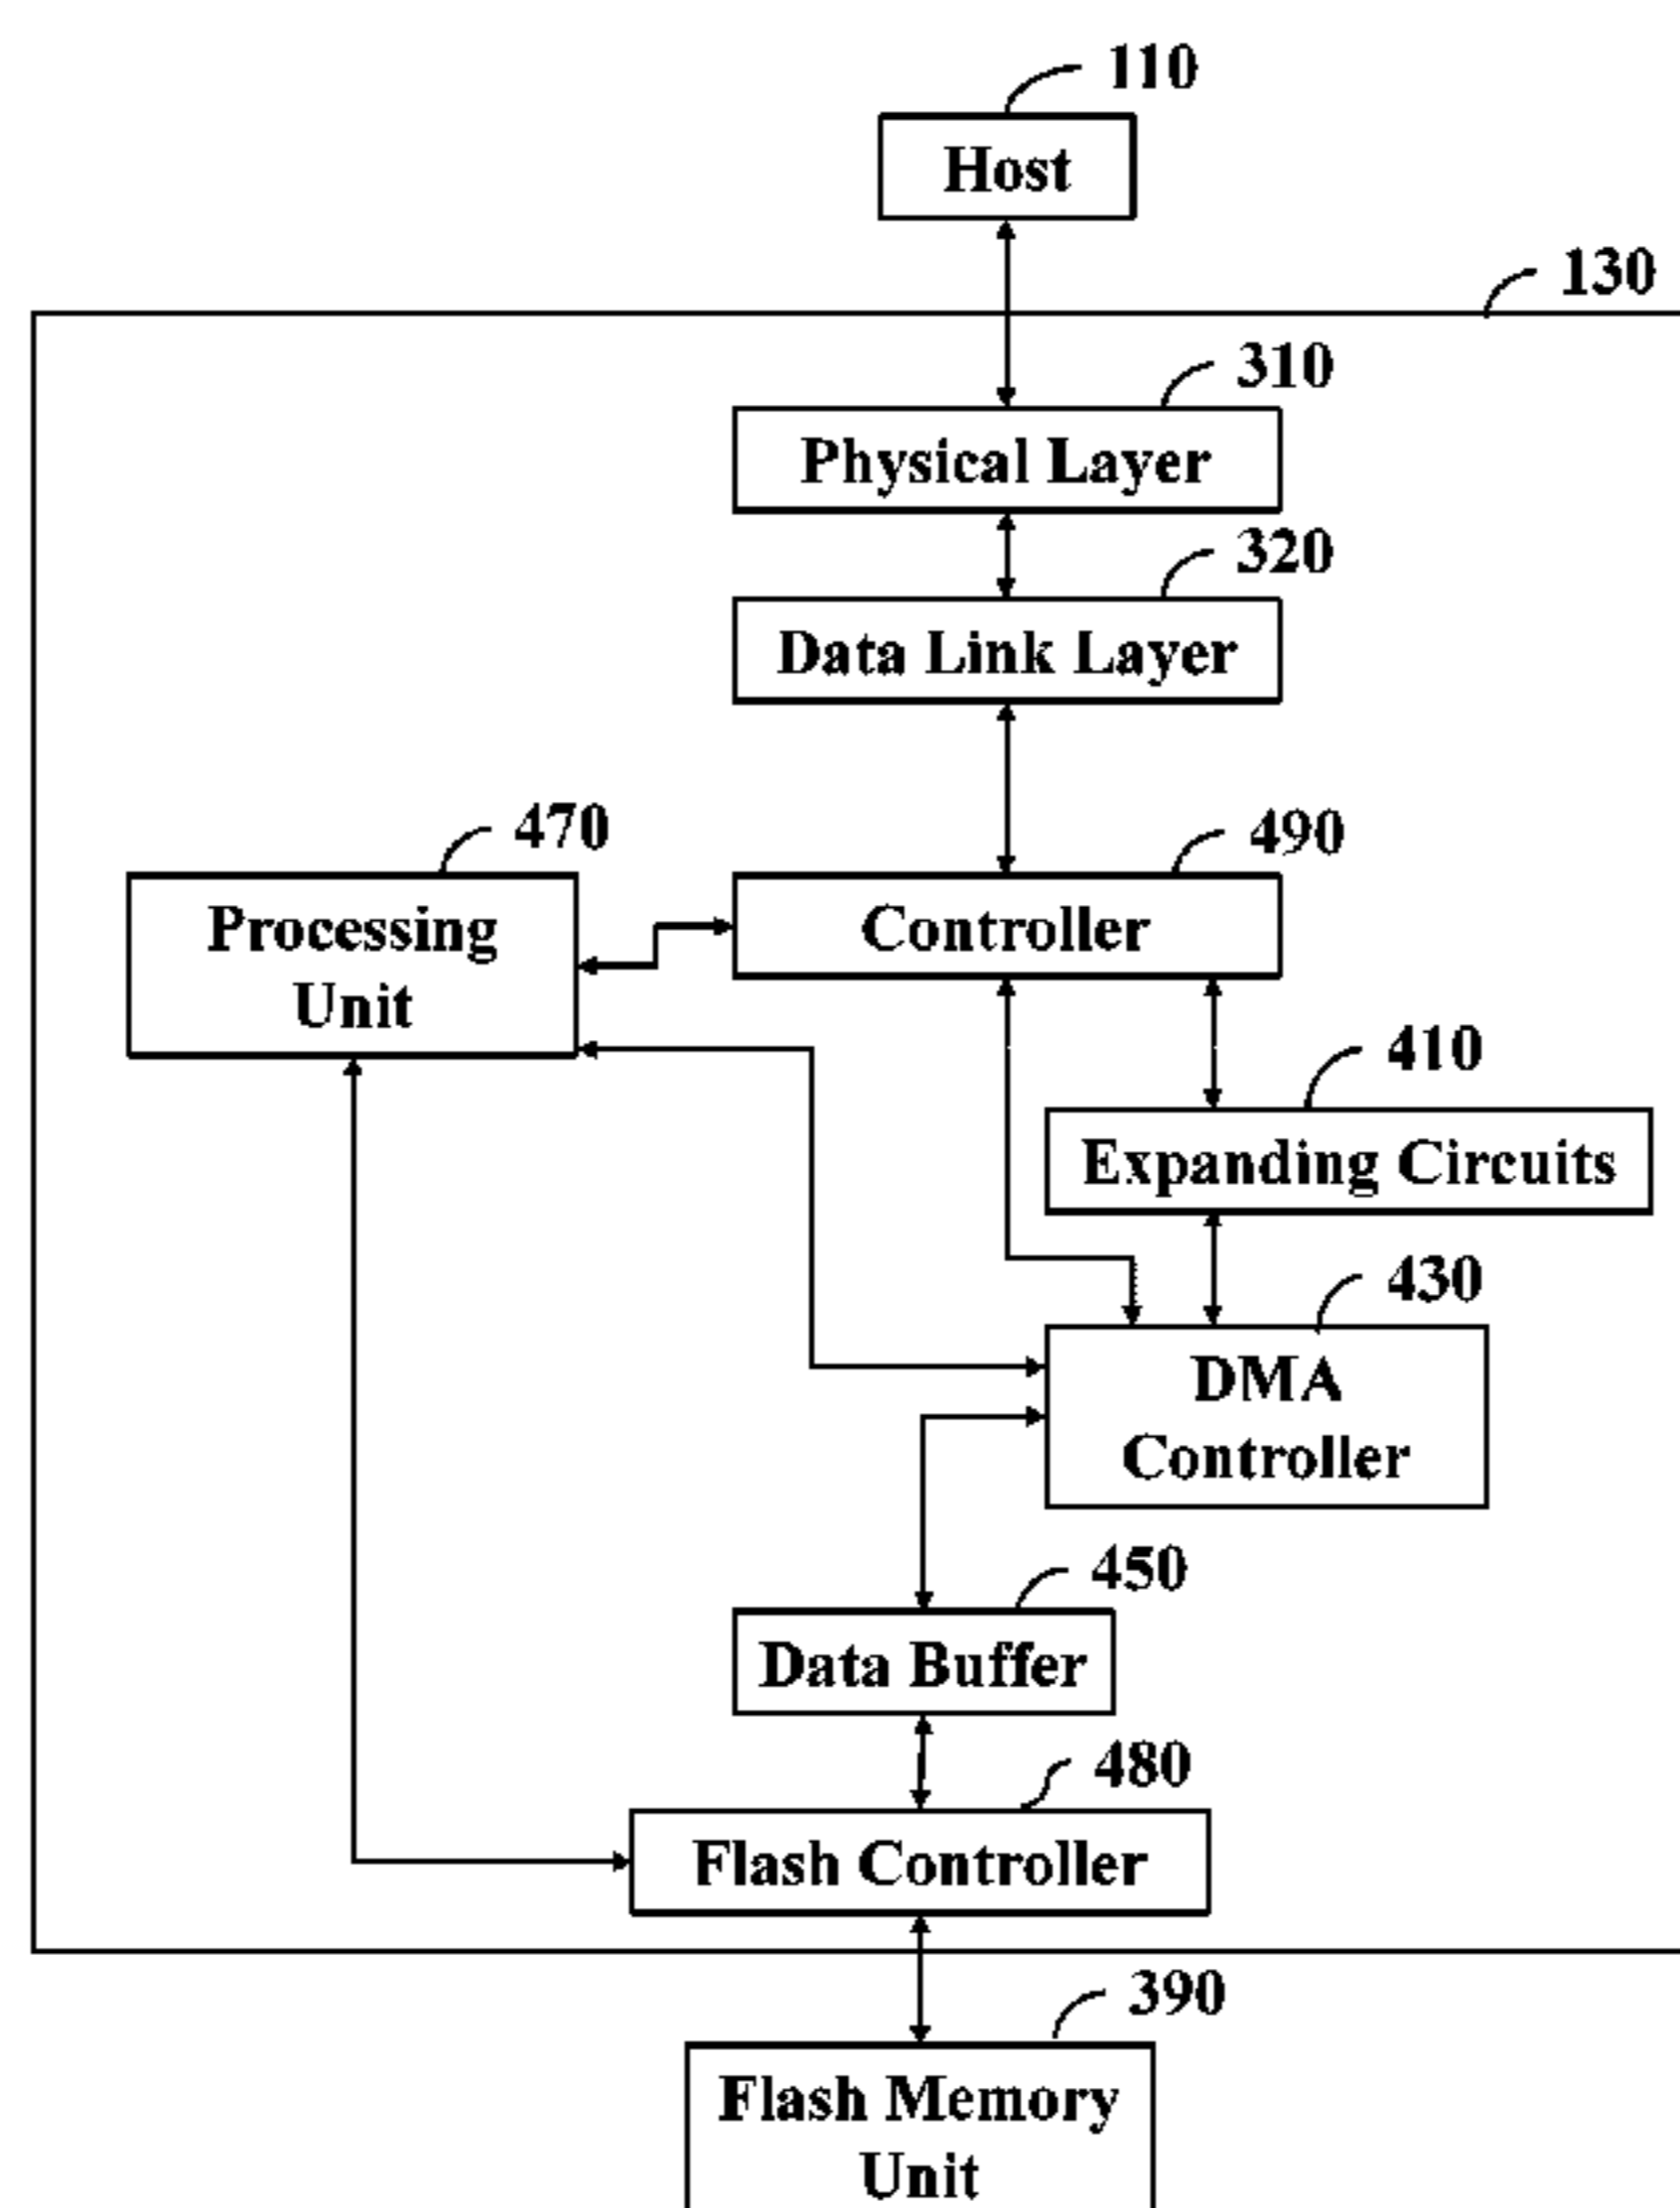 110
Host
130
310
Physical Layer
320
Data Link Layer
470
490
Processing
Unit
Controller
410
Expanding Circuits
430
DMA
Controller
450
Data Buffer
480
Flash Controller
390
Flash Memory
Unit